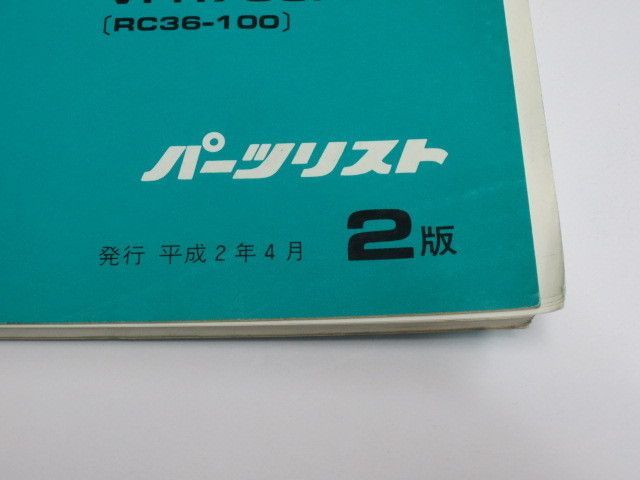 (RC36-100)
パーツリスト
発行 平成2年4月 2版